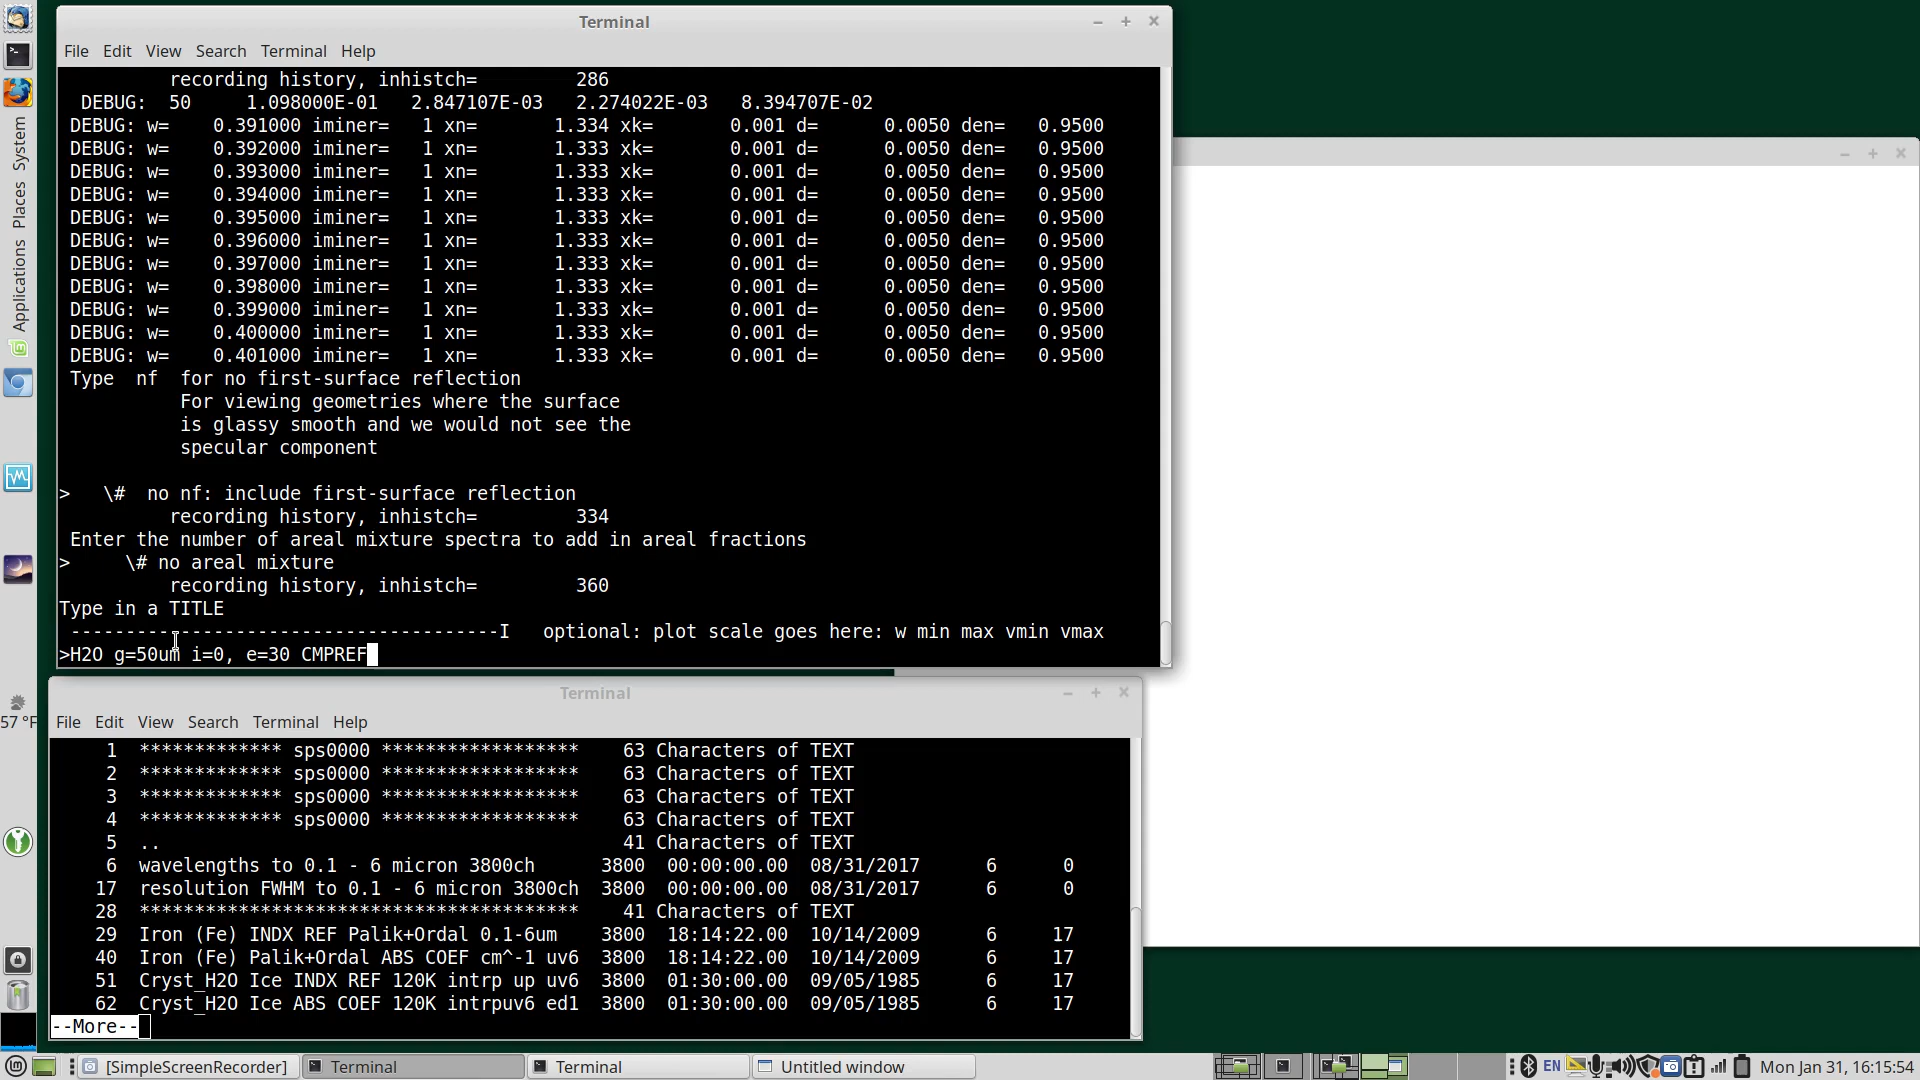 Terminal
File Edit View Search Terminal Help
recording history, inhistch= 286
DEBUG: 50 1.098000E-01 2.847107E-03 2.274022E-03 8.394707E-02
DEBUG: w= 0.391000 iminer= 1 xn= 1.334 xk= 0.001 d= 0.0050 den= 0.9500
DEBUG: w= 0.392000 iminer= 1 xn= 1.333 xk= 0.001 d= 0.0050 den= 0.9500
DEBUG: w= 0.393000 iminer= 1 xn= 1.333 xk= 0.001 d= 0.0050 den= 0.9500
DEBUG: w= 0.394000 iminer= 1 xn= 1.333 xk= 0.001 d= 0.0050 den= 0.9500
DEBUG: w= 0.395000 iminer= 1 xn= 1.333 xk= 0.001 d= 0.0050 den= 0.9500
DEBUG: w= 0.396000 iminer= 1 xn= 1.333 xk= 0.001 d= 0.0050 den= 0.9500
DEBUG: w= 0.397000 iminer= 1 xn= 1.333 xk= 0.001 d= 0.0050 den= 0.9500
DEBUG: w= 0.398000 iminer= 1 xn= 1.333 xk= 0.001 d= 0.0050 den= 0.9500
DEBUG: w= 0.399000 iminer= 1 xn= 1.333 xk= 0.001 d= 0.0050 den= 0.9500
DEBUG: w= 0.400000 iminer= 1 xn= 1.333 xk= 0.001 d= 0.0050 den= 0.9500
DEBUG: w= 0.401000 iminer= 1 xn= 1.333 xk= 0.001 d= 0.0050 den= 0.9500
Type nf for no first-surface reflection
For viewing geometries where the surface
is glassy smooth and we would not see the
specular component
> \# no nf: include first-surface reflection
recording history, inhistch= 334
Enter the number of areal mixture spectra to add in areal fractions
> \# no areal mixture
recording history, inhistch= 360
Type in a TITLE
---------------------------------------I optional: plot scale goes here: w min max vmin vmax
>H2O g=50um i=0, e=30 CMPREF
Terminal
File Edit View Search Terminal Help
1 ************* sps0000 ****************** 63 Characters of TEXT
2 ************* sps0000 ****************** 63 Characters of TEXT
3 ************* sps0000 ****************** 63 Characters of TEXT
4 ************* sps0000 ****************** 63 Characters of TEXT
5 .. 41 Characters of TEXT
6 wavelengths to 0.1 - 6 micron 3800ch 3800 00:00:00.00 08/31/2017 6 0
17 resolution FWHM to 0.1 - 6 micron 3800ch 3800 00:00:00.00 08/31/2017 6 0
28 **************************************** 41 Characters of TEXT
29 Iron (Fe) INDX REF Palik+Ordal 0.1-6um 3800 18:14:22.00 10/14/2009 6 17
40 Iron (Fe) Palik+Ordal ABS COEF cm^-1 uv6 3800 18:14:22.00 10/14/2009 6 17
51 Cryst_H2O Ice INDX REF 120K intrp up uv6 3800 01:30:00.00 09/05/1985 6 17
62 Cryst_H2O Ice ABS COEF 120K intrpuv6 ed1 3800 01:30:00.00 09/05/1985 6 17
--More--
Applications Places System
57 °F
[SimpleScreenRecorder]
Terminal
Terminal
Untitled window
EN
Mon Jan 31, 16:15:54